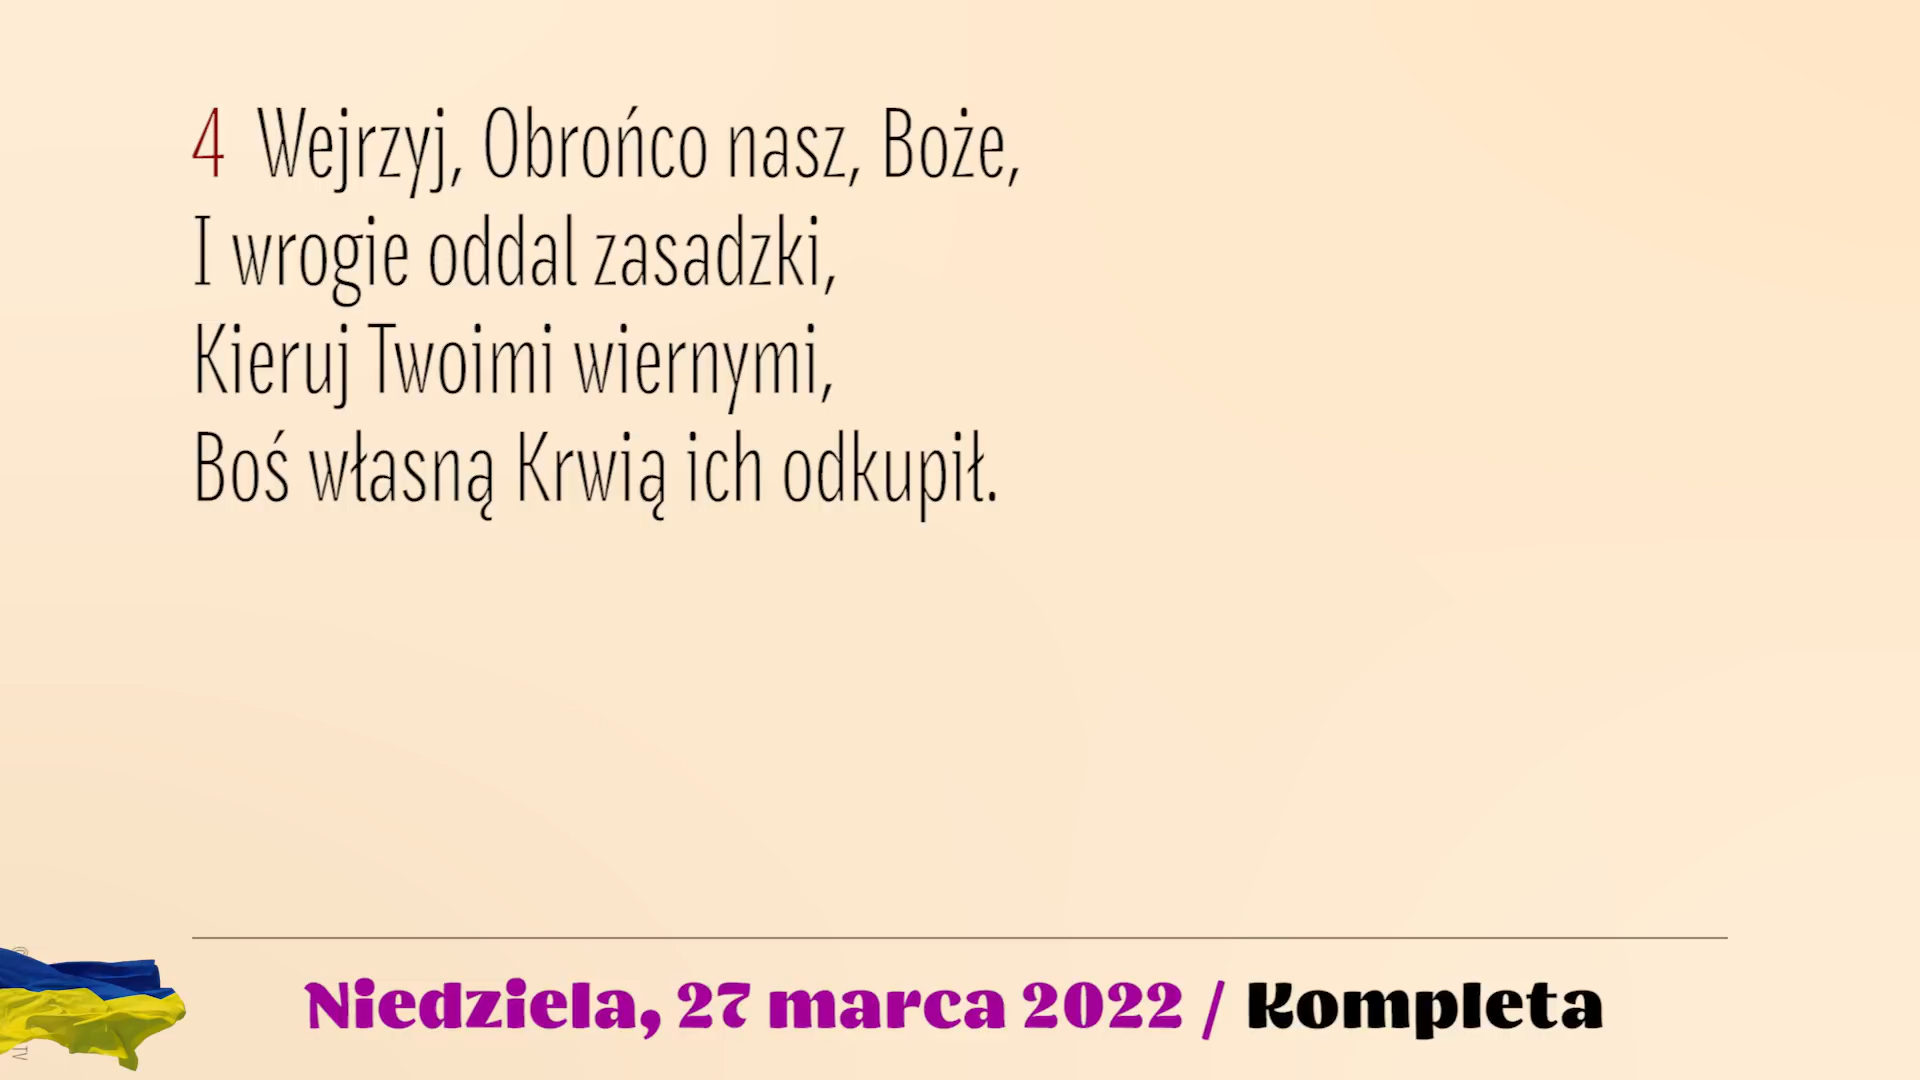 4 Wejrzyj, Obrońco nasz, Boże,
I wrogie oddal zasadzki,
Kieruj Twoimi wiernymi,
Boś własną Krwią ich odkupił.
Niedziela, 27 marca 2022 / Kompleta
TV